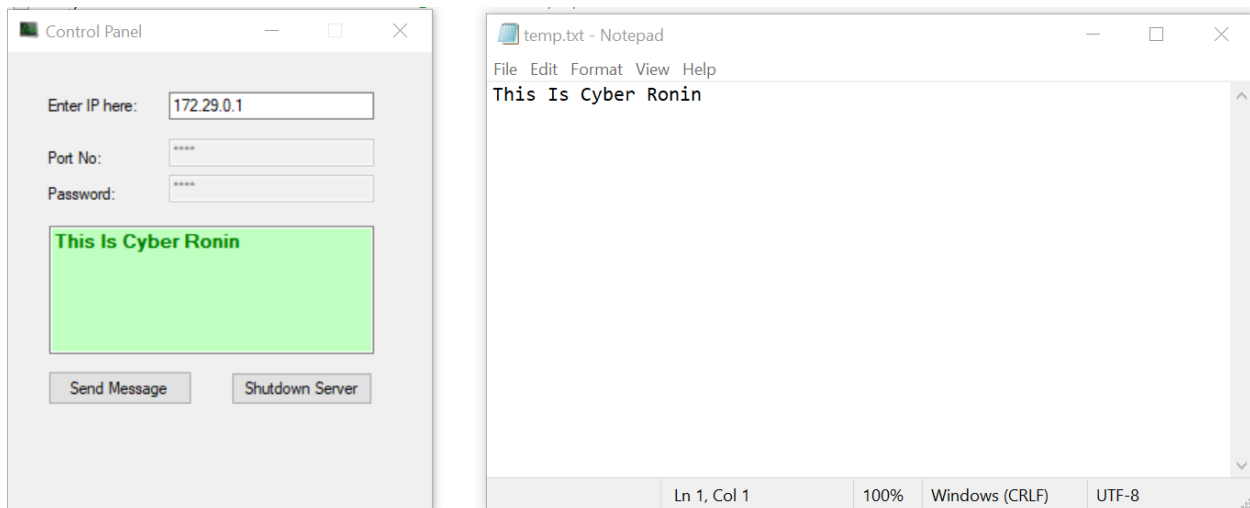 Control Panel
Enter IP here: 172.29.0.1
Port No: ****
Password: ****
This Is Cyber Ronin
Send Message Shutdown Server
temp.txt - Notepad
File Edit Format View Help
This Is Cyber Ronin
Ln 1, Col 1 100% Windows (CRLF) UTF-8